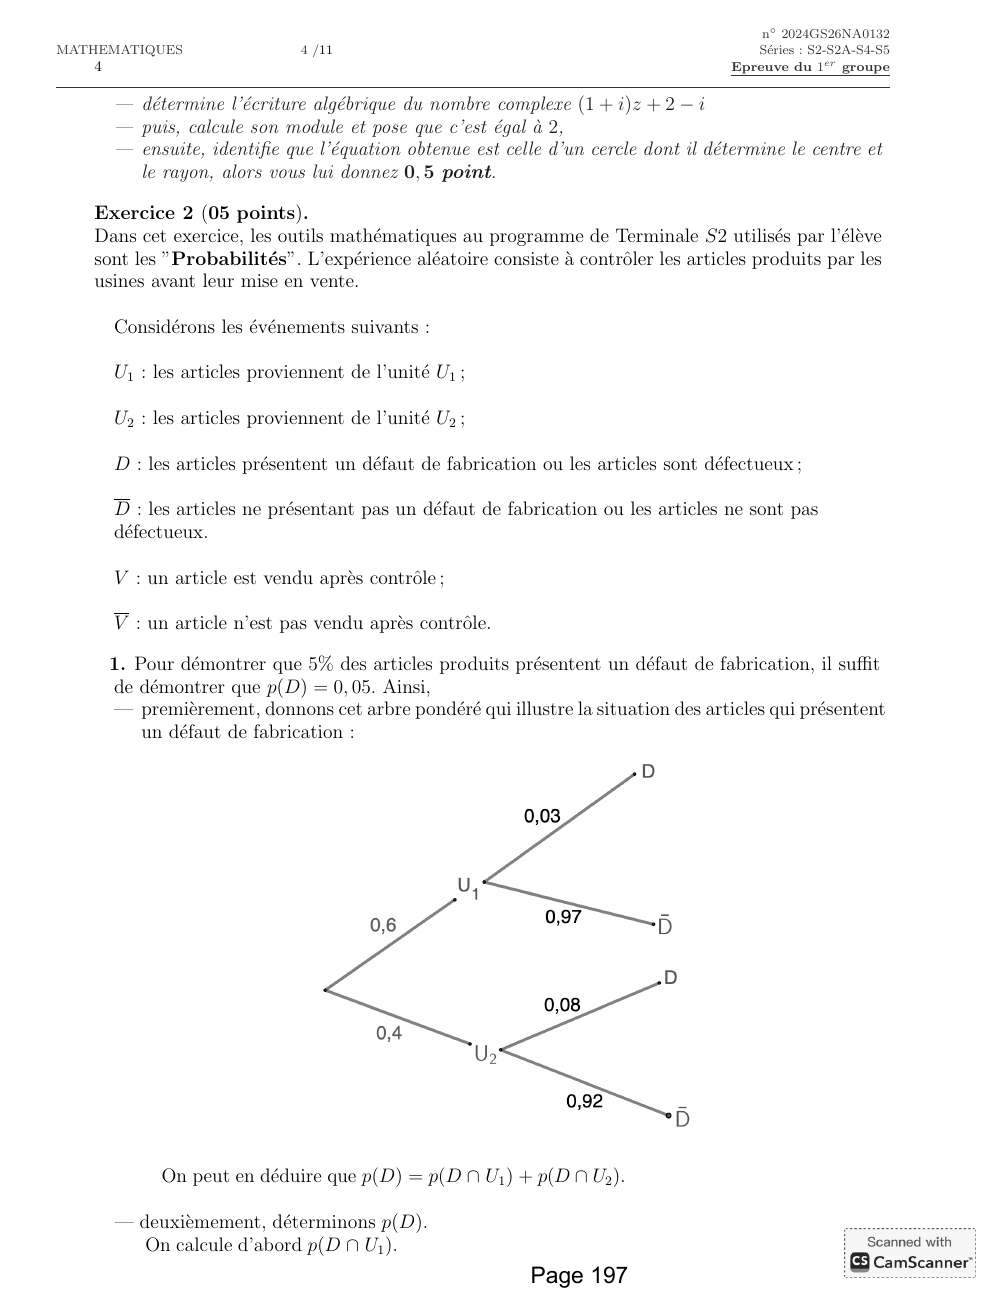 MATHEMATIQUES
4 /11
n° 2024GS26NA0132
Séries : S2-S2A-S4-S5
4
Epreuve du 1er groupe
— détermine l'écriture algébrique du nombre complexe (1 + i)z + 2 − i
— puis, calcule son module et pose que c'est égal à 2,
— ensuite, identifie que l'équation obtenue est celle d'un cercle dont il détermine le centre et
le rayon, alors vous lui donnez 0, 5 point.
Exercice 2 (05 points).
Dans cet exercice, les outils mathématiques au programme de Terminale S2 utilisés par l'élève
sont les "Probabilités". L'expérience aléatoire consiste à contrôler les articles produits par les
usines avant leur mise en vente.
Considérons les événements suivants :
U₁ : les articles proviennent de l'unité U₁ ;
U₂ : les articles proviennent de l'unité U₂ ;
D : les articles présentent un défaut de fabrication ou les articles sont défectueux ;
D̅ : les articles ne présentant pas un défaut de fabrication ou les articles ne sont pas
défectueux.
V : un article est vendu après contrôle ;
V̅ : un article n'est pas vendu après contrôle.
1. Pour démontrer que 5% des articles produits présentent un défaut de fabrication, il suffit
de démontrer que p(D) = 0, 05. Ainsi,
— premièrement, donnons cet arbre pondéré qui illustre la situation des articles qui présentent
un défaut de fabrication :
D
0,03
U₁
0,97
D̅
0,6
D
0,08
0,4
U₂
0,92
D̅
On peut en déduire que p(D) = p(D ∩ U₁) + p(D ∩ U₂).
— deuxièmement, déterminons p(D).
On calcule d'abord p(D ∩ U₁).
Scanned with
CS CamScanner™
Page 197